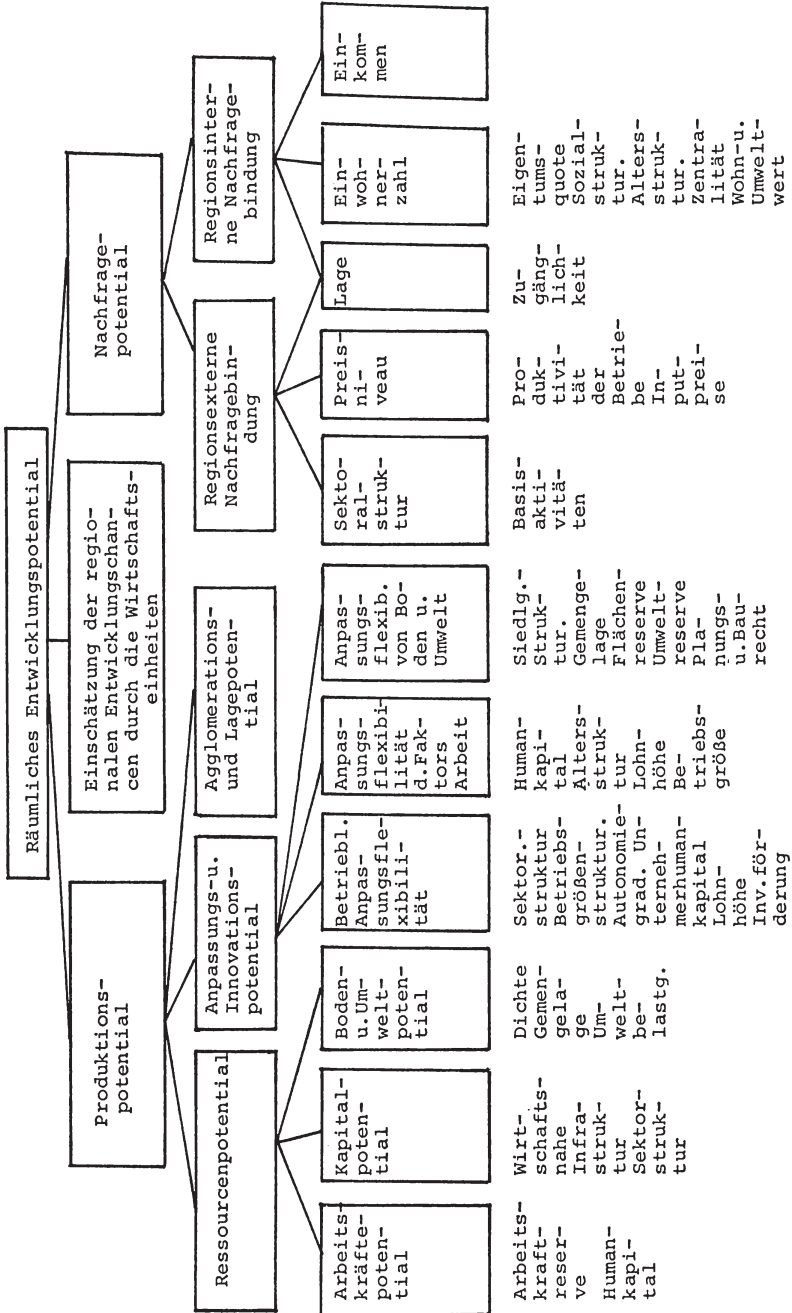 Räumliches Entwicklungspotential
Produktions-
potential
Einschätzung der regio-
nalen Entwicklungschan-
cen durch die Wirtschafts-
einheiten
Nachfrage-
potential
Ressourcenpotential
Anpassungs-u.
Innovations-
potential
Agglomerations-
und Lagepoten-
tial
Regionsexterne
Nachfragebin-
dung
Regionsinter-
ne Nachfrage-
bindung
Arbeits-
kräfte-
poten-
tial
Kapital-
poten-
tial
Boden-
u.Um-
welt-
poten-
tial
Betriebl.
Anpas-
sungsfle-
xibili-
tät
Anpas-
sungs-
flexibi-
lität
d.Fak-
tors
Arbeit
Anpas-
sungs-
flexib.
von Bo-
den u.
Umwelt
Sekto-
ral-
struk-
tur
Preis-
ni-
veau
Lage
Ein-
woh-
ner-
zahl
Ein-
kom-
men
Arbeits-
kraft-
reser-
ve
Human-
kapi-
tal
Wirt-
schafts-
nahe
Infra-
struk-
tur
Sektor-
struk-
tur
Dichte
Gemen-
gela-
ge
Um-
welt-
be-
lastg.
Sektor.-
struktur
Betriebs-
größen-
struktur.
Autonomie-
grad. Un-
terneh-
merhuman-
kapital
Lohn-
höhe
Inv.för-
derung
Human-
kapi-
tal
Alters-
struk-
tur
Lohn-
höhe
Be-
triebs-
größe
Siedlg.-
Struk-
tur.
Gemenge-
lage
Flächen-
reserve
Umwelt-
reserve
Pla-
nungs-
u.Bau-
recht
Basis-
akti-
vitä-
ten
Pro-
duk-
tivi-
tät
der
Betrie-
be
In-
put-
prei-
se
Zu-
gäng-
lich-
keit
Eigen-
tums-
quote
Sozial-
struk-
tur.
Alters-
struk-
tur.
Zentra-
lität
Wohn-u.
Umwelt-
wert